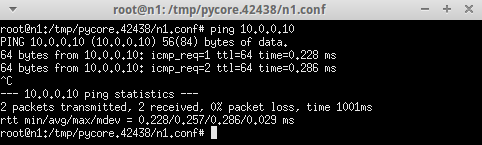 root@n1: /tmp/pycore.42438/n1.conf
root@n1:/tmp/pycore.42438/n1.conf# ping 10.0.0.10
PING 10.0.0.10 (10.0.0.10) 56(84) bytes of data.
64 bytes from 10.0.0.10: icmp_req=1 ttl=64 time=0.228 ms
64 bytes from 10.0.0.10: icmp_req=2 ttl=64 time=0.286 ms
^C
--- 10.0.0.10 ping statistics ---
2 packets transmitted, 2 received, 0% packet loss, time 1001ms
rtt min/avg/max/mdev = 0.228/0.257/0.286/0.029 ms
root@n1:/tmp/pycore.42438/n1.conf#